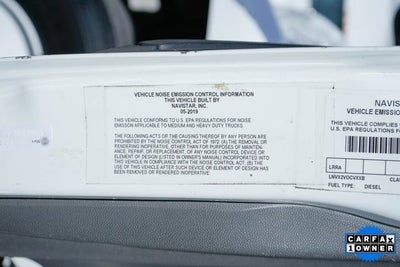 VEHICLE NOISE EMISSION CONTROL INFORMATION
THIS VEHICLE BUILT BY
NAVISTAR, INC.
05-2019
THIS VEHICLE CONFORMS TO U.S. EPA REGULATIONS FOR NOISE
EMISSION APPLICABLE TO MEDIUM AND HEAVY DUTY TRUCKS.
THE FOLLOWING ACTS OR THE CAUSING THEREOF BY ANY PERSON ARE
PROHIBITED BY THE NOISE CONTROL ACT OF 1972: (A) THE REMOVAL
OR RENDERING INOPERATIVE, OTHER THAN FOR PURPOSES OF MAINTEN-
ANCE, REPAIR, OR REPLACEMENT, OF ANY NOISE CONTROL DEVICE OR
ELEMENT OF DESIGN (LISTED IN OWNER'S MANUAL) INCORPORATED INTO
THIS VEHICLE IN COMPLIANCE WITH THE NOISE CONTROL ACT, (B) THE
USE OF THIS VEHICLE AFTER SUCH DEVICE OR ELEMENT OF DESIGN HAS
BEEN REMOVED OR RENDERED INOPERATIVE.
NAVIS
VEHICLE EMISSION
THIS VEHICLE COMPLIES
U.S. EPA REGULATIONS
LRRA
FUEL TYPE: DIESEL
CARFAX
1 OWNER